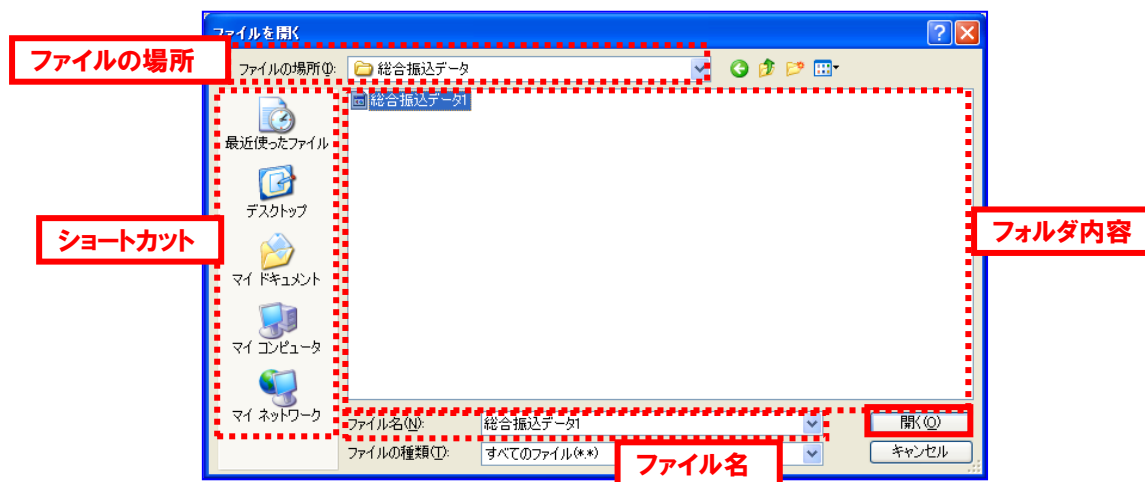 ファイルを開く
ファイルの場所
ファイルの場所(I):
総合振込データ
総合振込データ1
最近使ったファイル
デスクトップ
ショートカット
フォルダ内容
マイ ドキュメント
マイ コンピュータ
マイ ネットワーク
ファイル名(N):
総合振込データ1
開く(O)
ファイルの種類(T):
すべてのファイル(*.*)
ファイル名
キャンセル